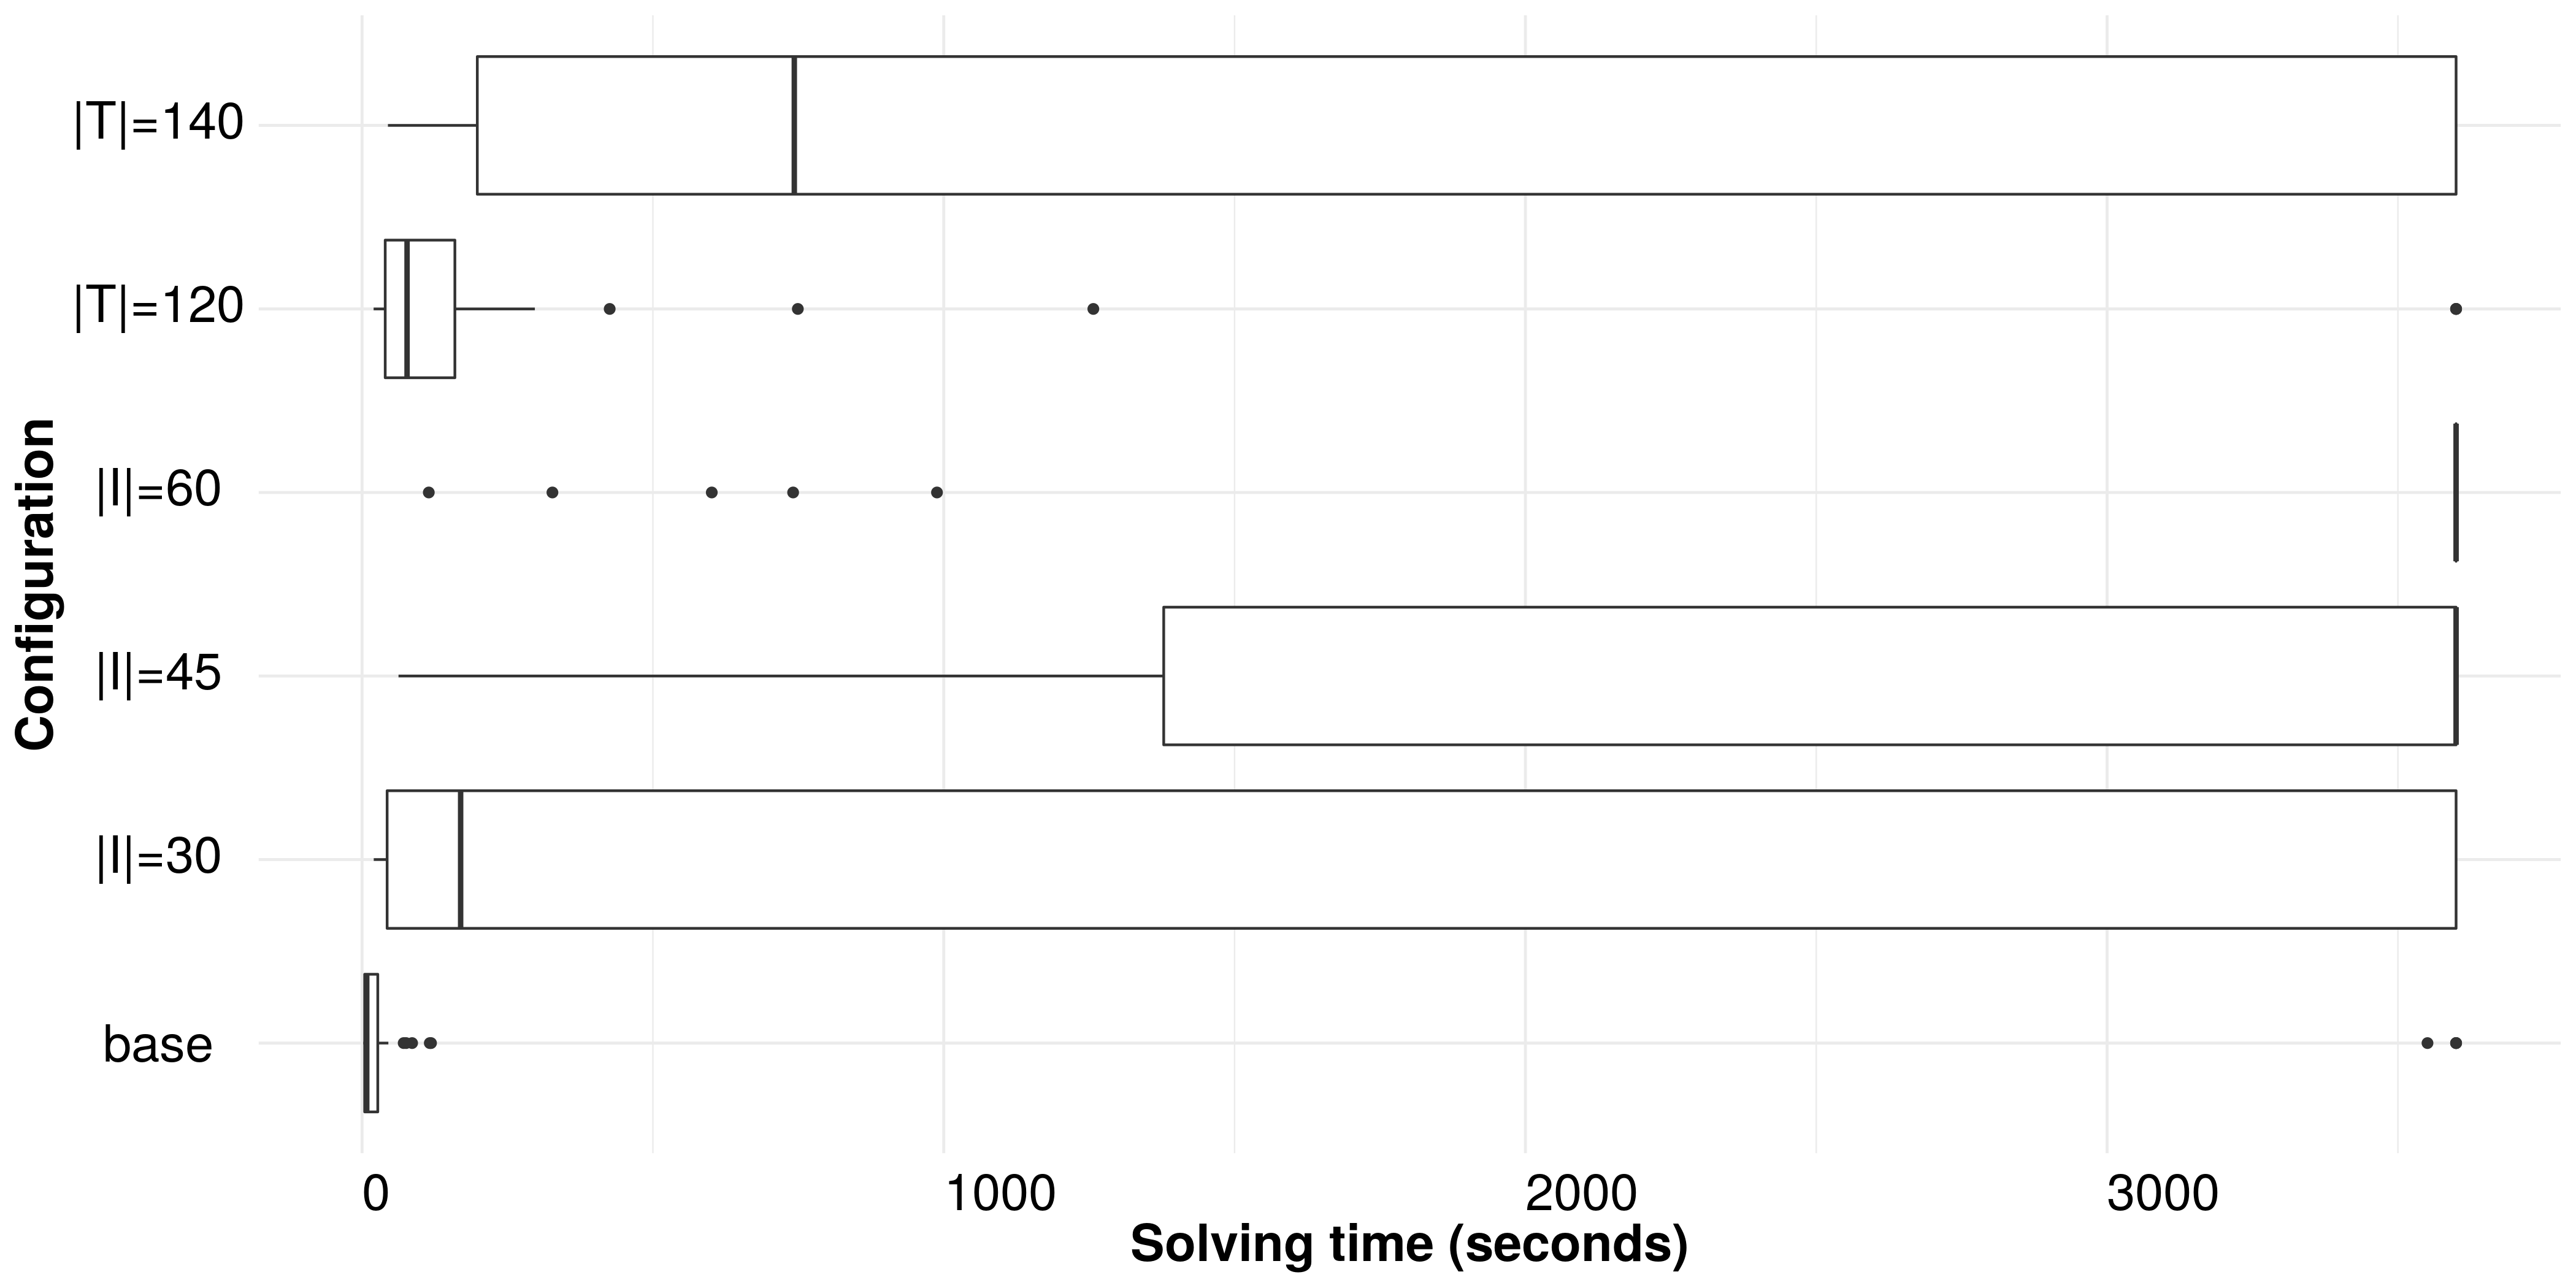 |T|=140
|T|=120
|I|=60
|I|=45
|I|=30
base
Configuration
0 1000 2000 3000
Solving time (seconds)